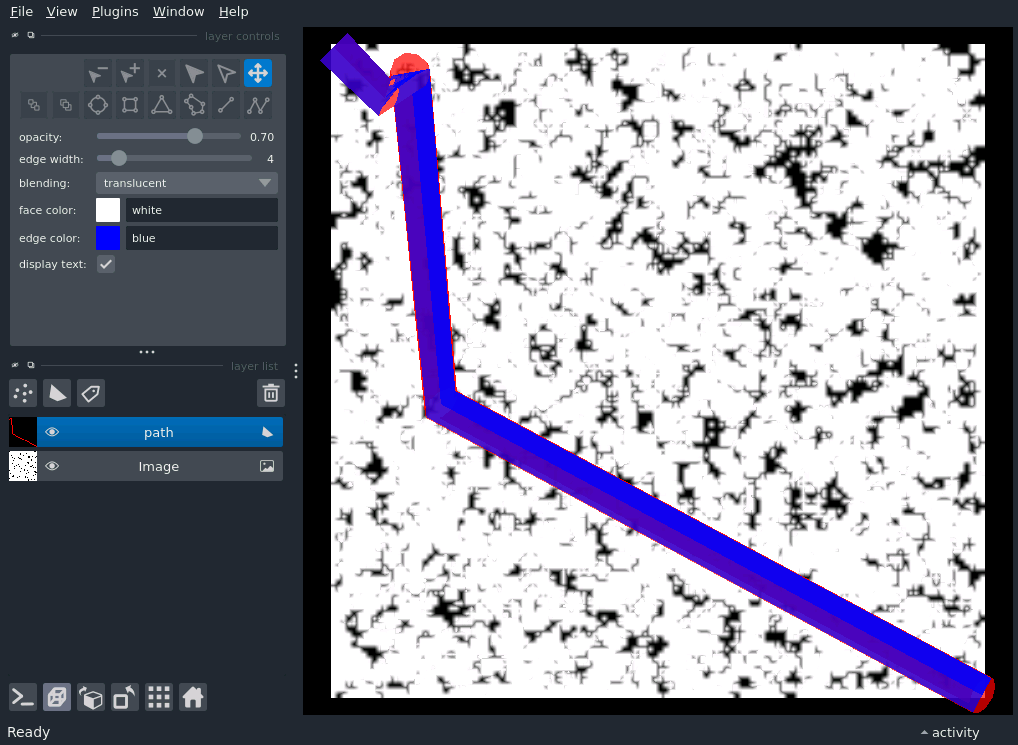 File View Plugins Window Help
layer controls
opacity: 0.70
edge width: 4
blending: translucent
face color: white
edge color: blue
display text:
layer list
path
Image
Ready
activity